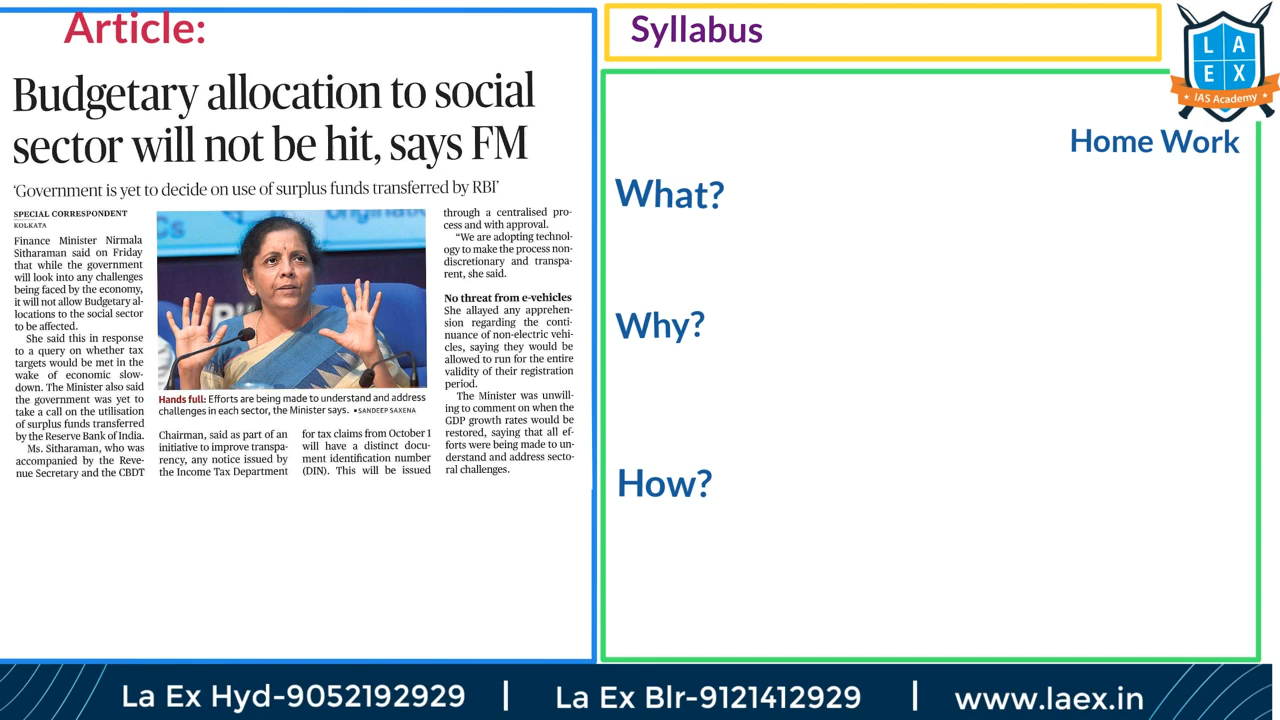 Article:
Budgetary allocation to social
sector will not be hit, says FM
‘Government is yet to decide on use of surplus funds transferred by RBI’
SPECIAL CORRESPONDENT
KOLKATA
Finance Minister Nirmala
Sitharaman said on Friday
that while the government
will look into any challenges
being faced by the economy,
it will not allow Budgetary al-
locations to the social sector
to be affected.
She said this in response
to a query on whether tax
targets would be met in the
wake of economic slow-
down. The Minister also said
the government was yet to
take a call on the utilisation
of surplus funds transferred
by the Reserve Bank of India.
Ms. Sitharaman, who was
accompanied by the Reve-
nue Secretary and the CBDT
Hands full: Efforts are being made to understand and address
challenges in each sector, the Minister says. ▪SANDEEP SAXENA
Chairman, said as part of an
initiative to improve transpa-
rency, any notice issued by
the Income Tax Department
for tax claims from October 1
will have a distinct docu-
ment identification number
(DIN). This will be issued
through a centralised pro-
cess and with approval.
“We are adopting technol-
ogy to make the process non-
discretionary and transpa-
rent, she said.
No threat from e-vehicles
She allayed any apprehen-
sion regarding the conti-
nuance of non-electric vehi-
cles, saying they would be
allowed to run for the entire
validity of their registration
period.
The Minister was unwill-
ing to comment on when the
GDP growth rates would be
restored, saying that all ef-
forts were being made to un-
derstand and address secto-
ral challenges.
Syllabus
L A
E X
IAS Academy
Home Work
What?
Why?
How?
La Ex Hyd-9052192929 | La Ex Blr-9121412929 | www.laex.in